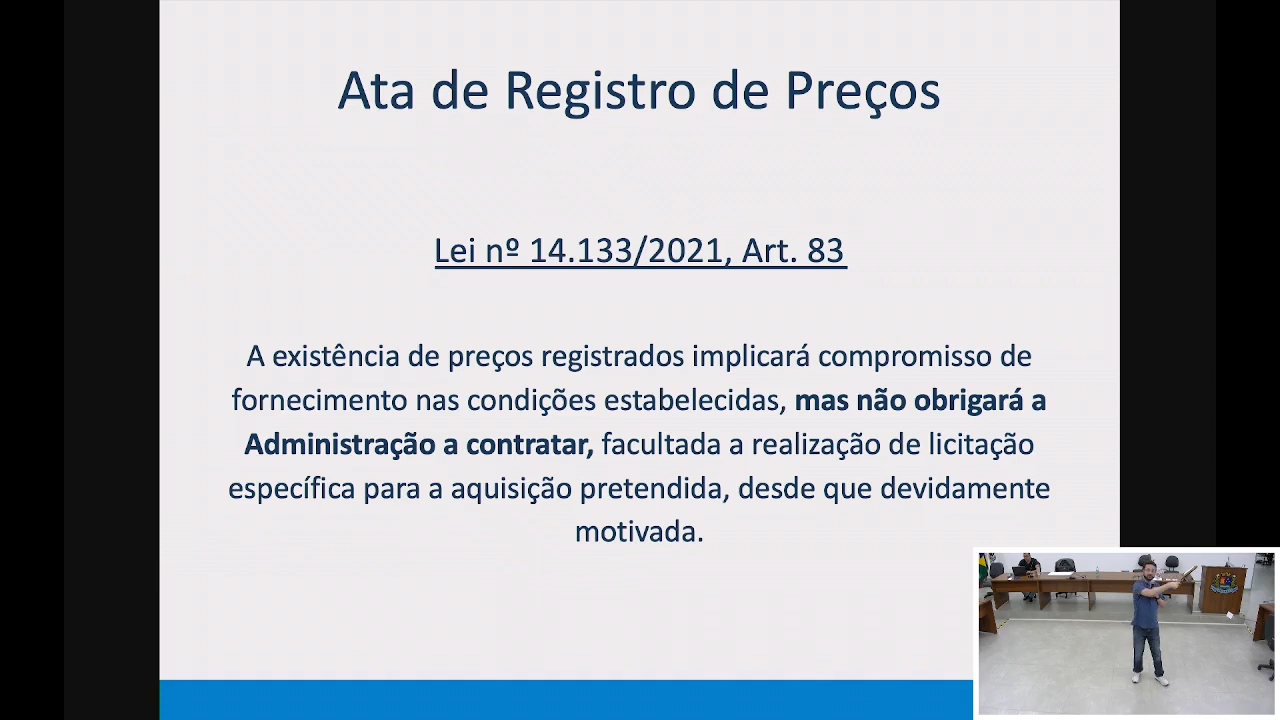 Ata de Registro de Preços
Lei nº 14.133/2021, Art. 83
A existência de preços registrados implicará compromisso de
fornecimento nas condições estabelecidas, mas não obrigará a
Administração a contratar, facultada a realização de licitação
específica para a aquisição pretendida, desde que devidamente
motivada.